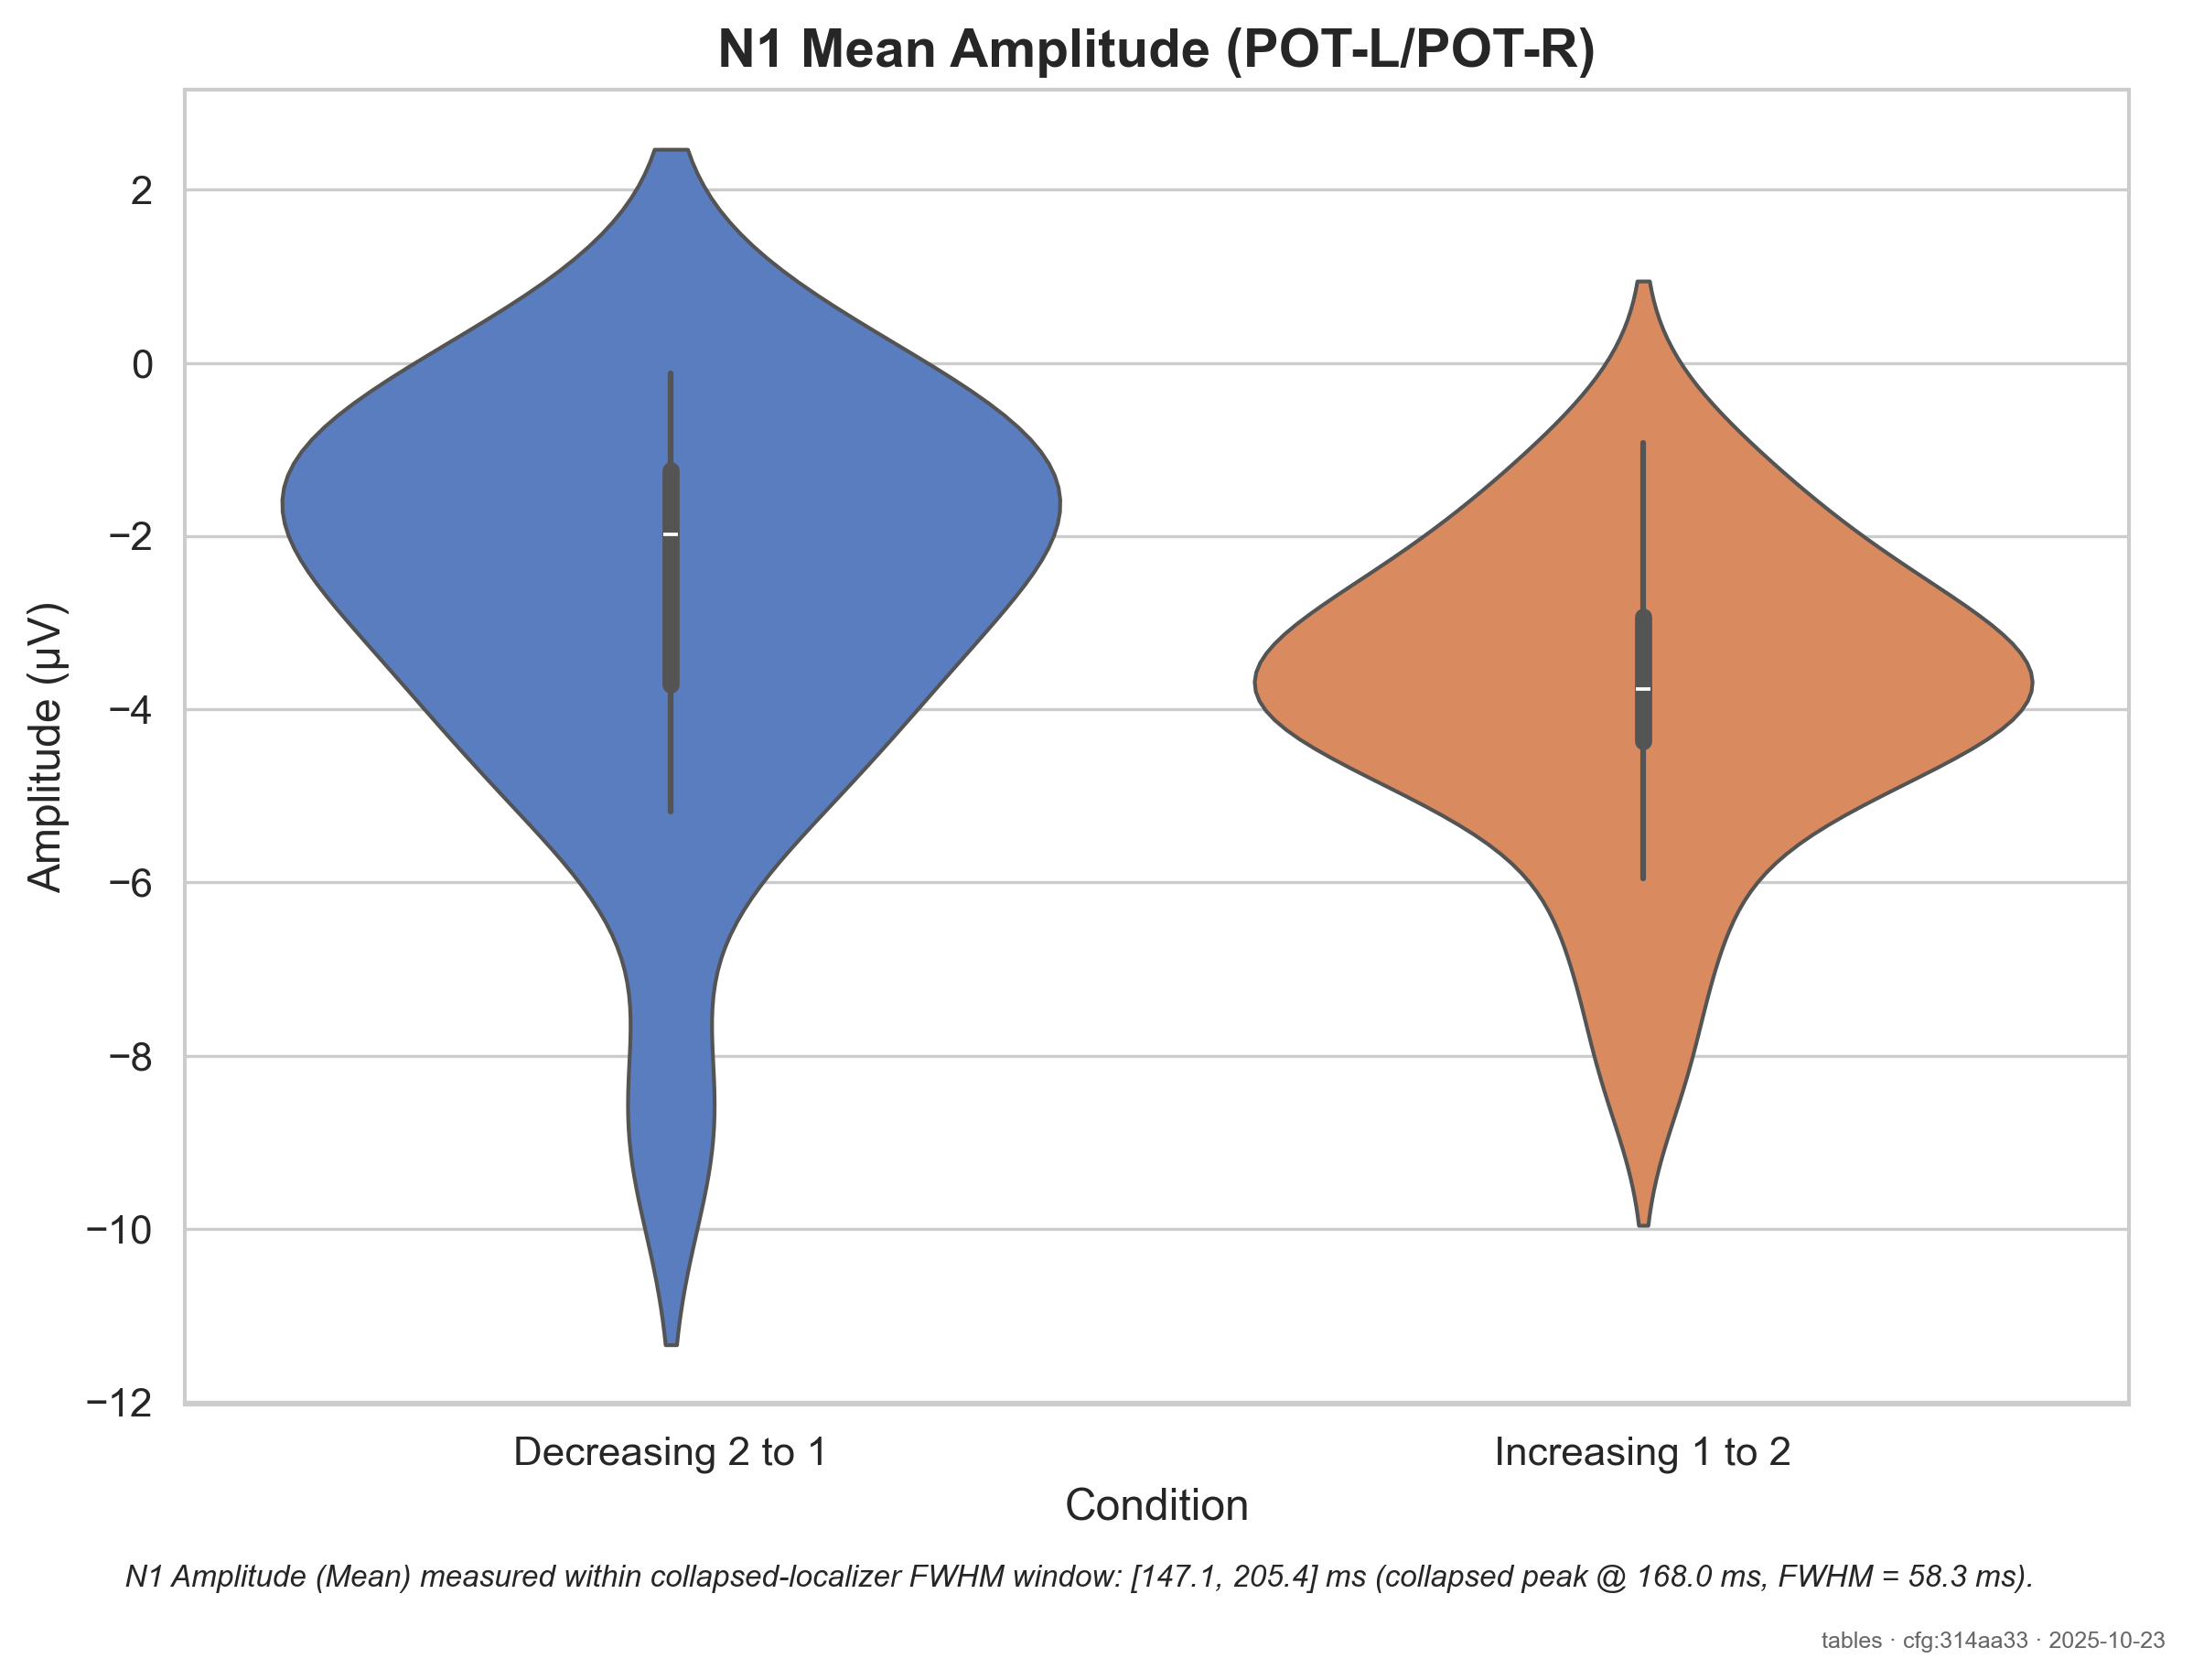 N1 Mean Amplitude (POT-L/POT-R)
Amplitude (µV)
2
0
−2
−4
−6
−8
−10
−12
Decreasing 2 to 1
Increasing 1 to 2
Condition
N1 Amplitude (Mean) measured within collapsed-localizer FWHM window: [147.1, 205.4] ms (collapsed peak @ 168.0 ms, FWHM = 58.3 ms).
tables · cfg:314aa33 · 2025-10-23